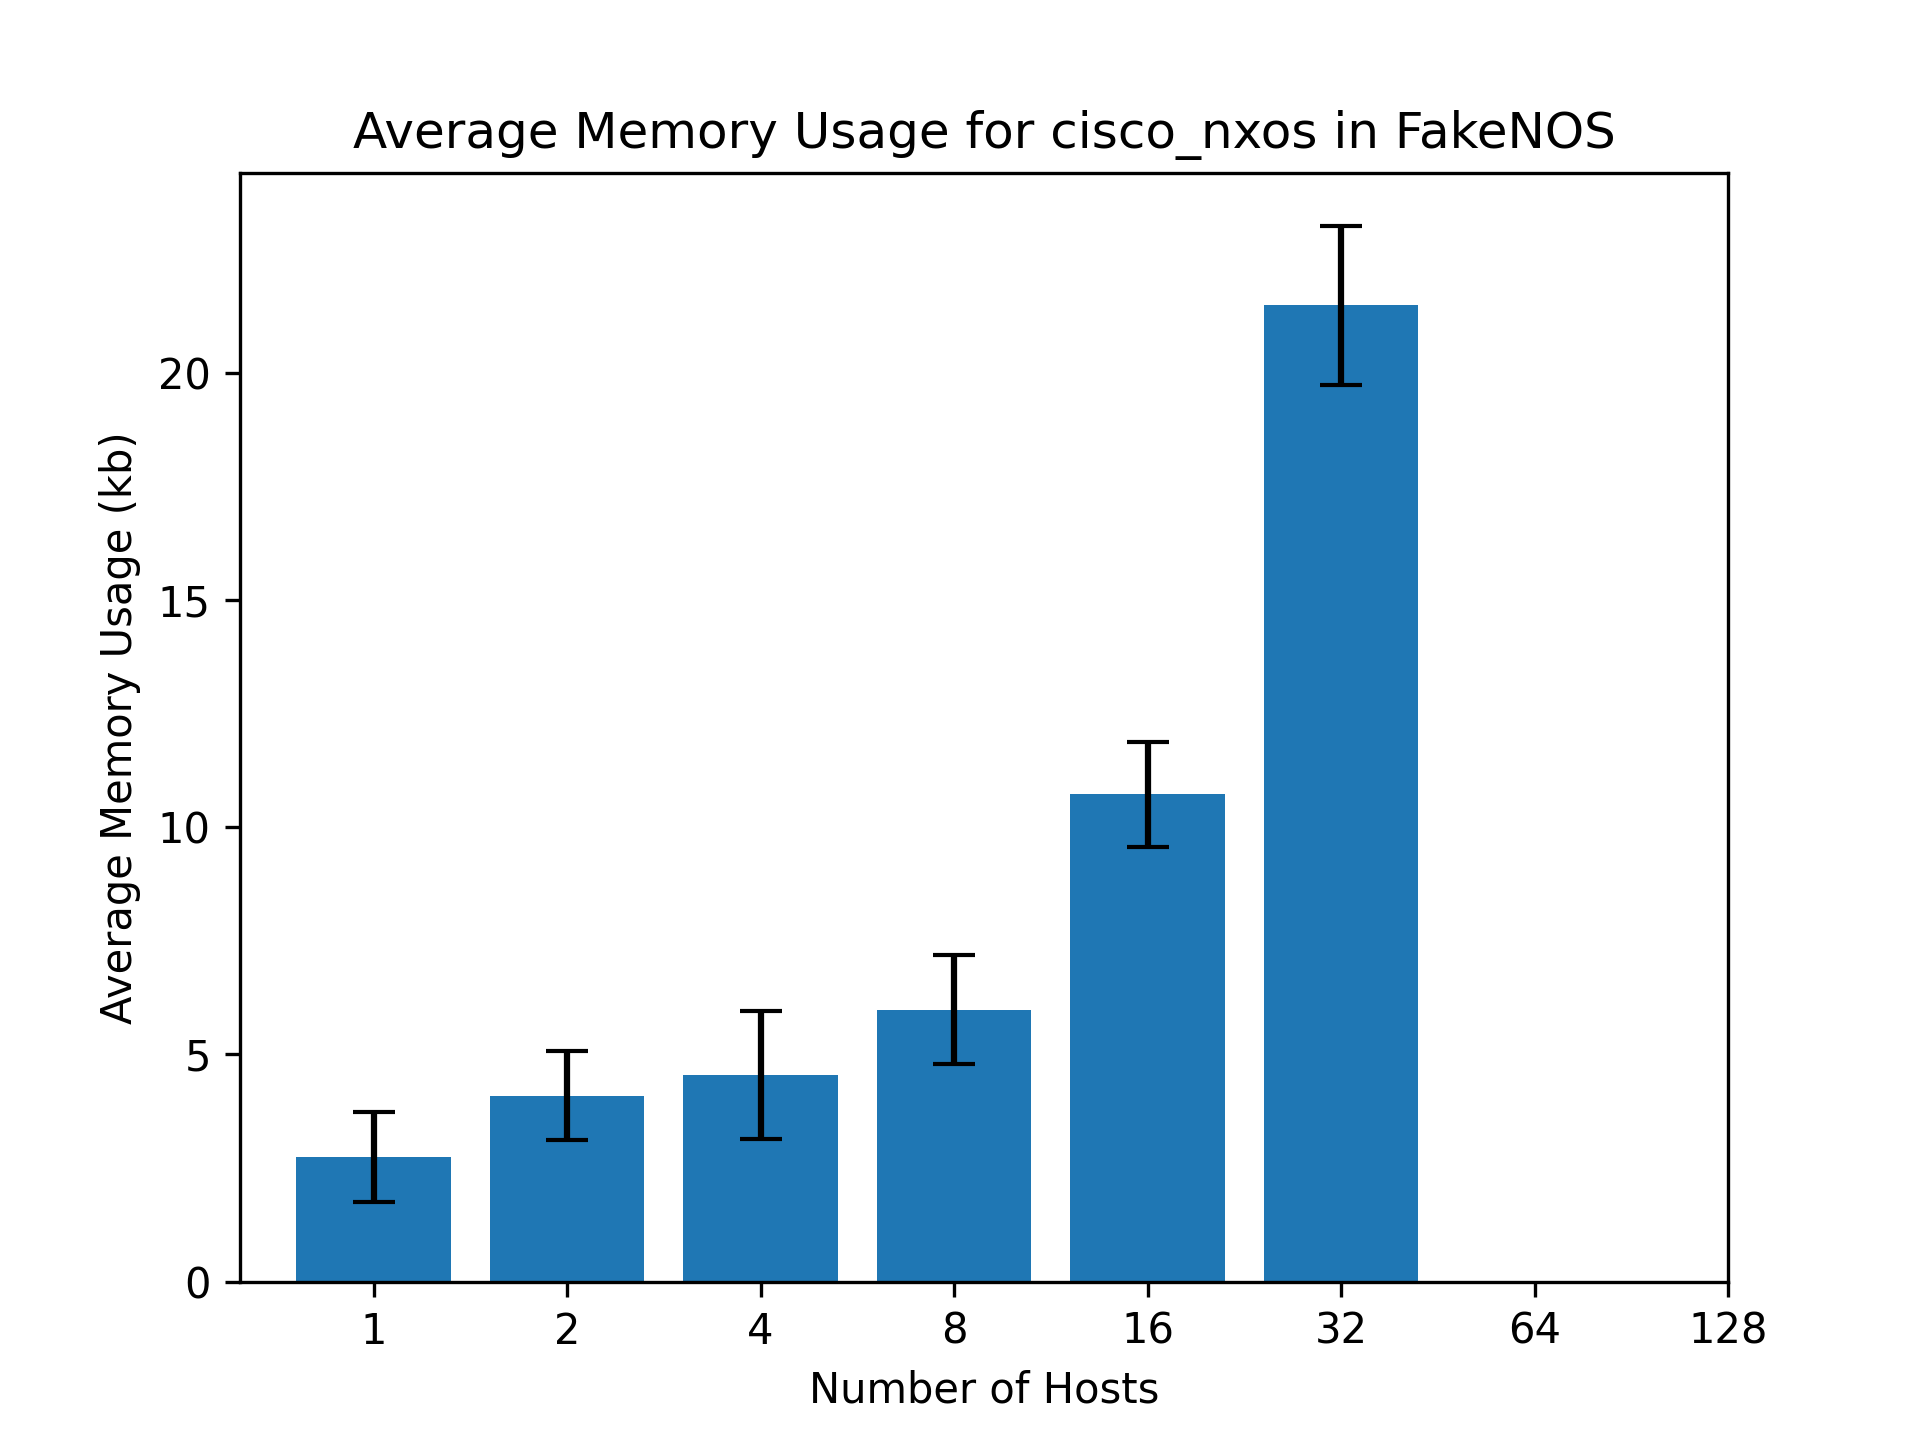 Average Memory Usage for cisco_nxos in FakeNOS
Average Memory Usage (kb)
20
15
10
5
0
1 2 4 8 16 32 64 128
Number of Hosts